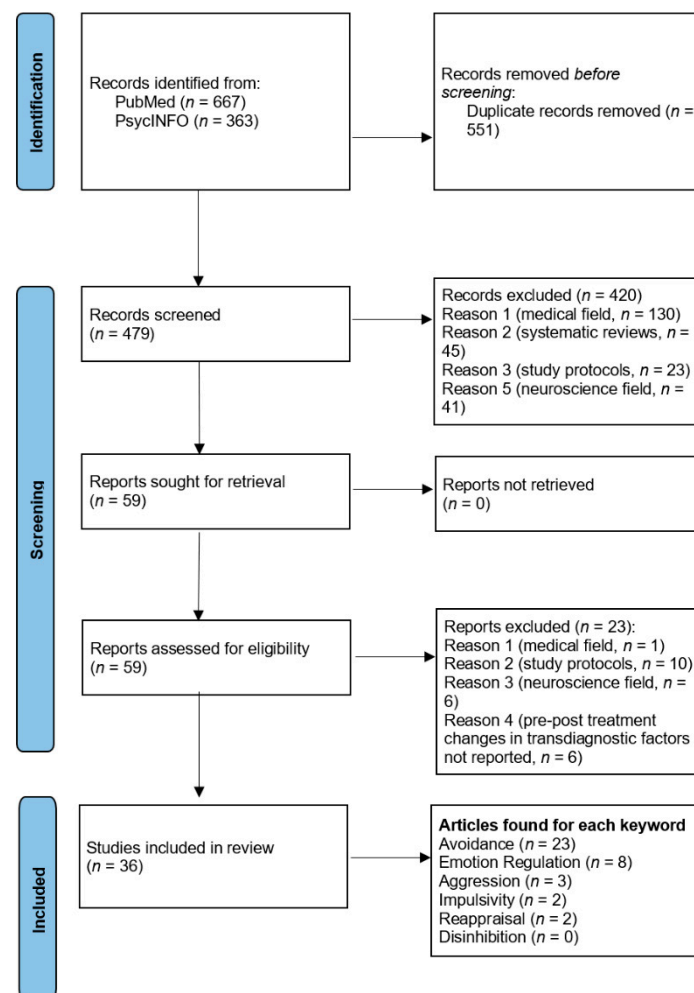 Identification
Records identified from:
PubMed (n = 667)
PsycINFO (n = 363)
Records removed before
screening:
Duplicate records removed (n =
551)
Screening
Records screened
(n = 479)
Records excluded (n = 420)
Reason 1 (medical field, n = 130)
Reason 2 (systematic reviews, n =
45)
Reason 3 (study protocols, n = 23)
Reason 5 (neuroscience field, n =
41)
Reports sought for retrieval
(n = 59)
Reports not retrieved
(n = 0)
Reports assessed for eligibility
(n = 59)
Reports excluded (n = 23):
Reason 1 (medical field, n = 1)
Reason 2 (study protocols, n = 10)
Reason 3 (neuroscience field, n =
6)
Reason 4 (pre-post treatment
changes in transdiagnostic factors
not reported, n = 6)
Included
Studies included in review
(n = 36)
Articles found for each keyword
Avoidance (n = 23)
Emotion Regulation (n = 8)
Aggression (n = 3)
Impulsivity (n = 2)
Reappraisal (n = 2)
Disinhibition (n = 0)